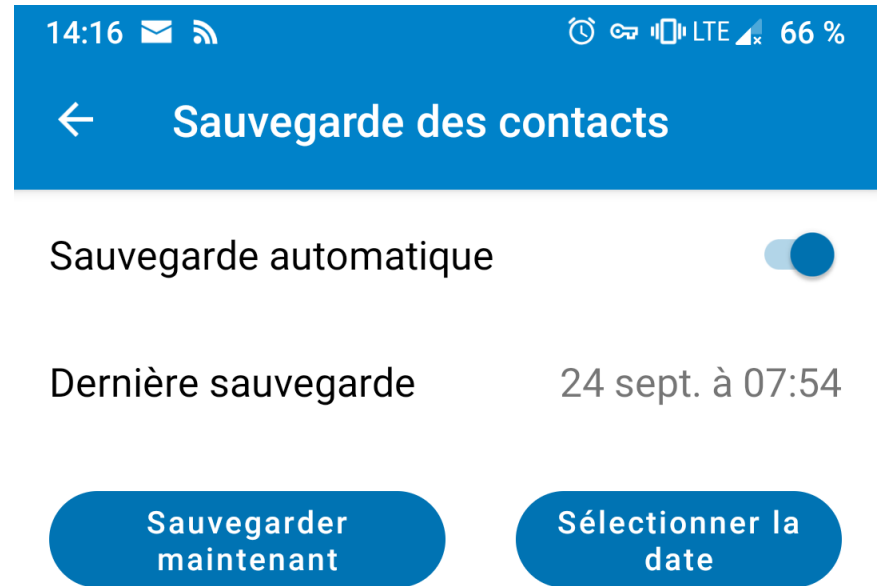 14:16 LTE 66 %
Sauvegarde des contacts
Sauvegarde automatique
Dernière sauvegarde 24 sept. à 07:54
Sauvegarder
maintenant
Sélectionner la
date